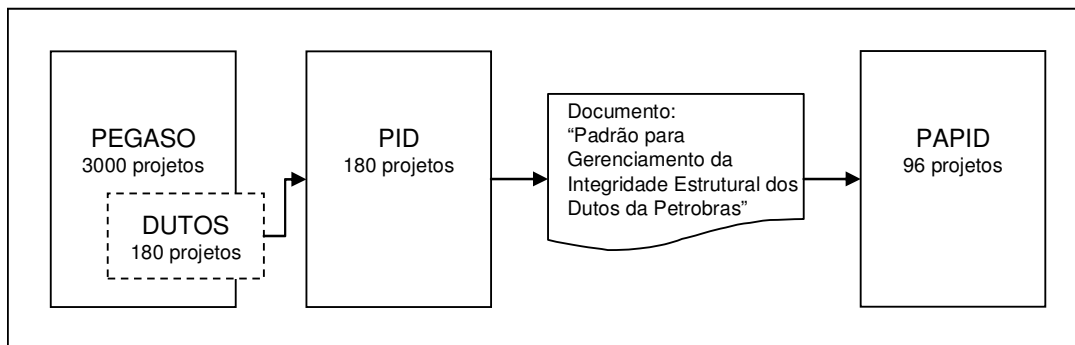 PEGASO
3000 projetos
DUTOS
180 projetos
PID
180 projetos
Documento:
“Padrão para
Gerenciamento da
Integridade Estrutural dos
Dutos da Petrobras”
PAPID
96 projetos